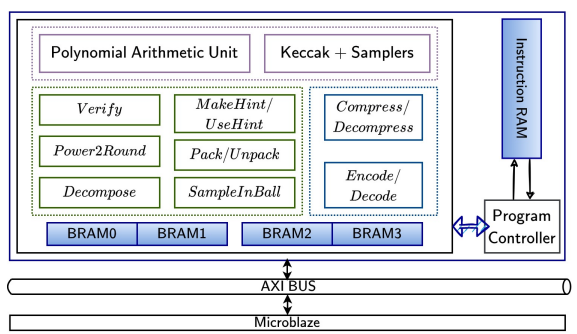 Polynomial Arithmetic Unit
Keccak + Samplers
Verify
MakeHint/
UseHint
Compress/
Decompress
Power2Round
Pack/Unpack
Decompose
SampleInBall
Encode/
Decode
BRAM0
BRAM1
BRAM2
BRAM3
Instruction RAM
Program
Controller
AXI BUS
Microblaze